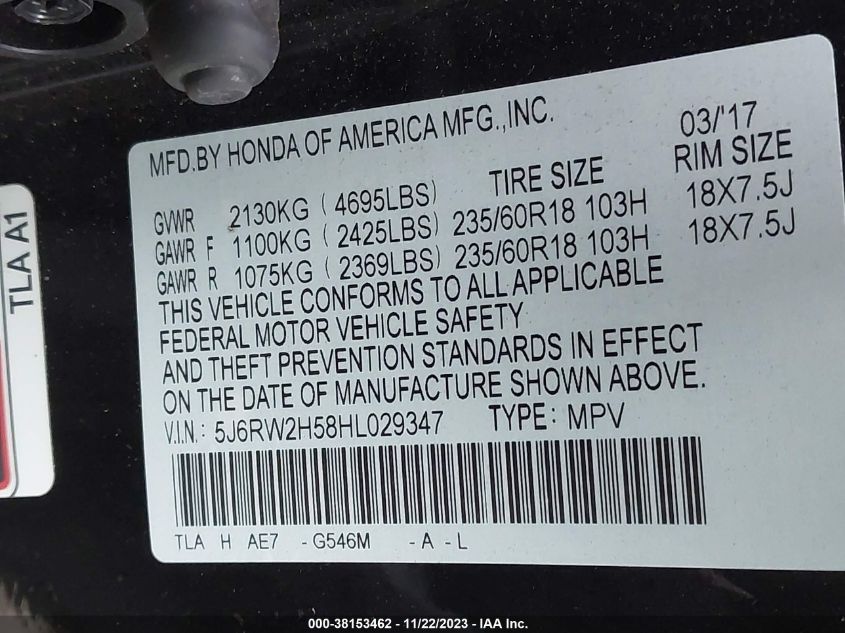 MFD.BY HONDA OF AMERICA MFG.,INC. 03/'17
TIRE SIZE RIM SIZE
GVWR 2130KG ( 4695LBS)
GAWR F 1100KG ( 2425LBS) 235/60R18 103H 18X7.5J
GAWR R 1075KG ( 2369LBS) 235/60R18 103H 18X7.5J
THIS VEHICLE CONFORMS TO ALL APPLICABLE
FEDERAL MOTOR VEHICLE SAFETY
AND THEFT PREVENTION STANDARDS IN EFFECT
ON THE DATE OF MANUFACTURE SHOWN ABOVE.
V.I.N.: 5J6RW2H58HL029347 TYPE: MPV
TLA H AE7 -G546M -A -L
TLA A1
000-38153462 - 11/22/2023 - IAA Inc.